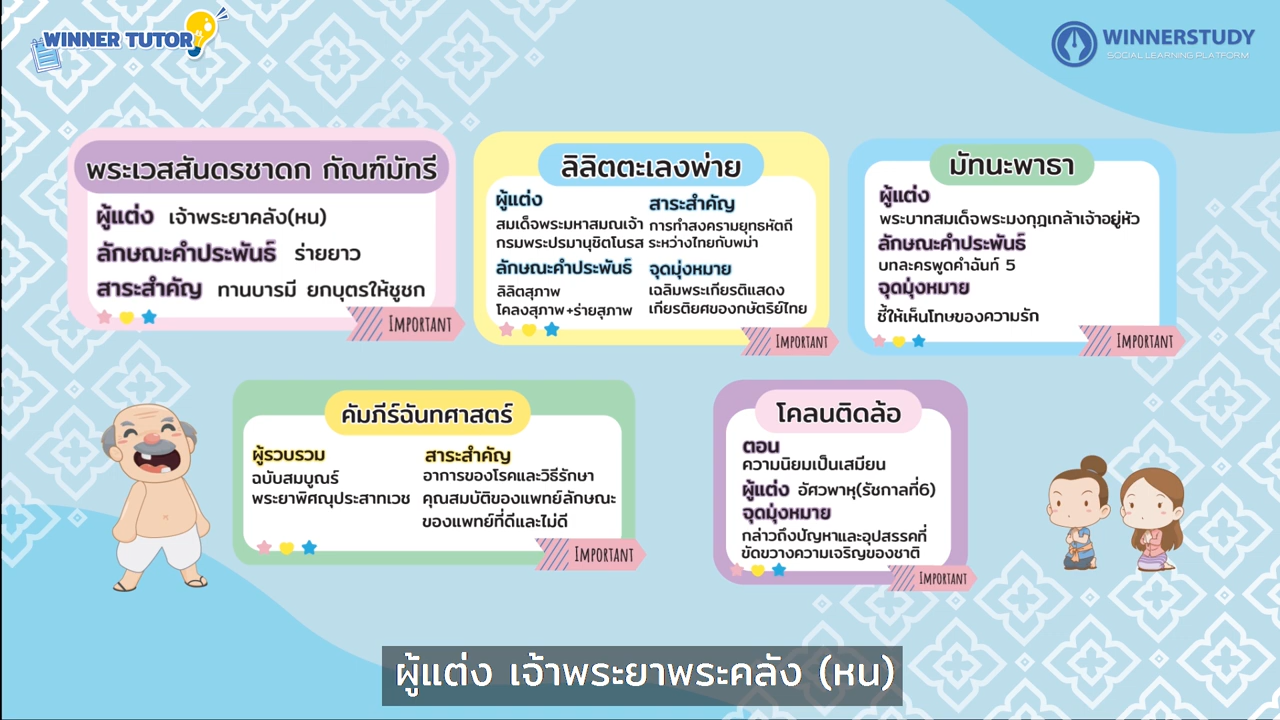 WINNER TUTOR
WINNERSTUDY
SOCIAL LEARNING PLATFORM
พระเวสสันดรชาดก กัณฑ์มัทรี
ผู้แต่ง เจ้าพระยาคลัง(หน)
ลักษณะคำประพันธ์ ร่ายยาว
สาระสำคัญ ทานบารมี ยกบุตรให้ชูชก
IMPORTANT
ลิลิตตะเลงพ่าย
ผู้แต่ง
สมเด็จพระมหาสมณเจ้า
กรมพระปรมานุชิตโนรส
ลักษณะคำประพันธ์
ลิลิตสุภาพ
โคลงสุภาพ+ร่ายสุภาพ
สาระสำคัญ
การทำสงครามยุทธหัตถี
ระหว่างไทยกับพม่า
จุดมุ่งหมาย
เฉลิมพระเกียรติแสดง
เกียรติยศของกษัตริย์ไทย
IMPORTANT
มัทนะพาธา
ผู้แต่ง
พระบาทสมเด็จพระมงกุฎเกล้าเจ้าอยู่หัว
ลักษณะคำประพันธ์
บทละครพูดคำฉันท์ 5
จุดมุ่งหมาย
ชี้ให้เห็นโทษของความรัก
IMPORTANT
คัมภีร์ฉันทศาสตร์
ผู้รวบรวม
ฉบับสมบูณร์
พระยาพิศณุประสาทเวช
สาระสำคัญ
อาการของโรคและวิธีรักษา
คุณสมบัติของแพทย์ลักษณะ
ของแพทย์ที่ดีและไม่ดี
IMPORTANT
โคลนติดล้อ
ตอน
ความนิยมเป็นเสมียน
ผู้แต่ง อัศวพาหุ(รัชกาลที่6)
จุดมุ่งหมาย
กล่าวถึงปัญหาและอุปสรรคที่
ขัดขวางความเจริญของชาติ
IMPORTANT
ผู้แต่ง เจ้าพระยาพระคลัง (หน)